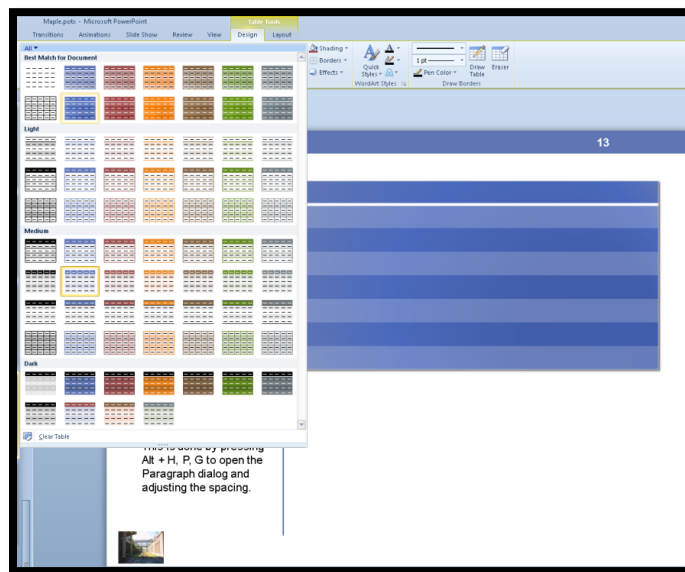 Maple.potx - Microsoft PowerPoint
Table Tools
Transitions Animations Slide Show Review View Design Layout
All
Best Match for Document
Light
Medium
Dark
Clear Table
Shading
Borders
Effects
Quick
Styles
WordArt Styles
1 pt
Pen Color
Draw
Table
Eraser
Draw Borders
13
This is done by pressing
Alt + H, P, G to open the
Paragraph dialog and
adjusting the spacing.